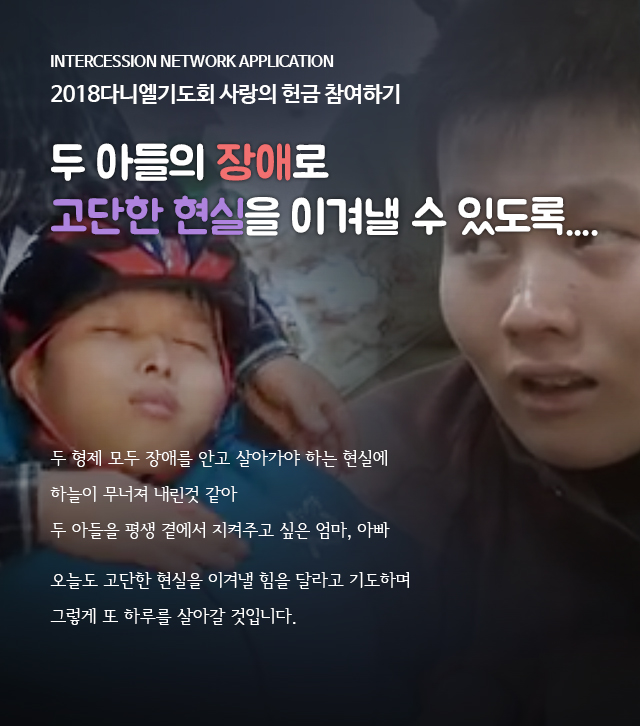 INTERCESSION NETWORK APPLICATION
2018다니엘기도회 사랑의 헌금 참여하기
두 아들의 장애로
고단한 현실을 이겨낼 수 있도록....
두 형제 모두 장애를 안고 살아가야 하는 현실에
하늘이 무너져 내린것 같아
두 아들을 평생 곁에서 지켜주고 싶은 엄마, 아빠
오늘도 고단한 현실을 이겨낼 힘을 달라고 기도하며
그렇게 또 하루를 살아갈 것입니다.